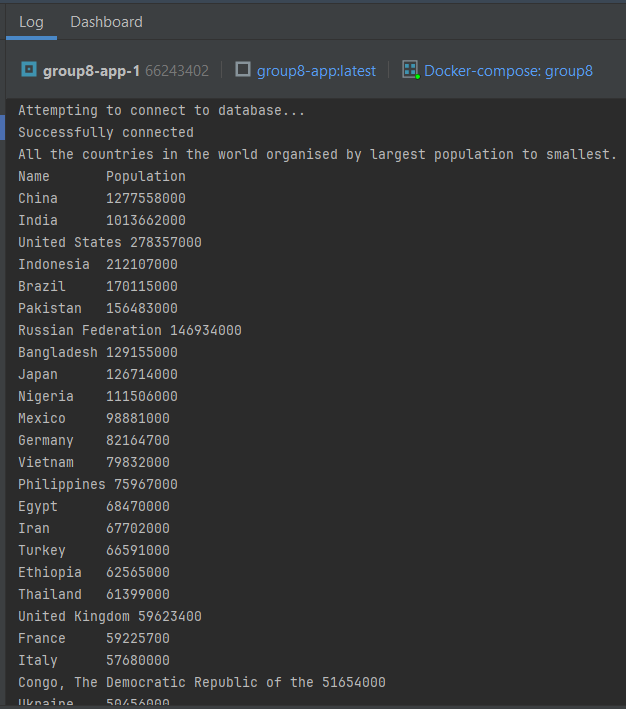 Log Dashboard
group8-app-1 66243402 group8-app:latest Docker-compose: group8
Attempting to connect to database...
Successfully connected
All the countries in the world organised by largest population to smallest.
Name Population
China 1277558000
India 1013662000
United States 278357000
Indonesia 212107000
Brazil 170115000
Pakistan 156483000
Russian Federation 146934000
Bangladesh 129155000
Japan 126714000
Nigeria 111506000
Mexico 98881000
Germany 82164700
Vietnam 79832000
Philippines 75967000
Egypt 68470000
Iran 67702000
Turkey 66591000
Ethiopia 62565000
Thailand 61399000
United Kingdom 59623400
France 59225700
Italy 57680000
Congo, The Democratic Republic of the 51654000
Ukraine 50456000